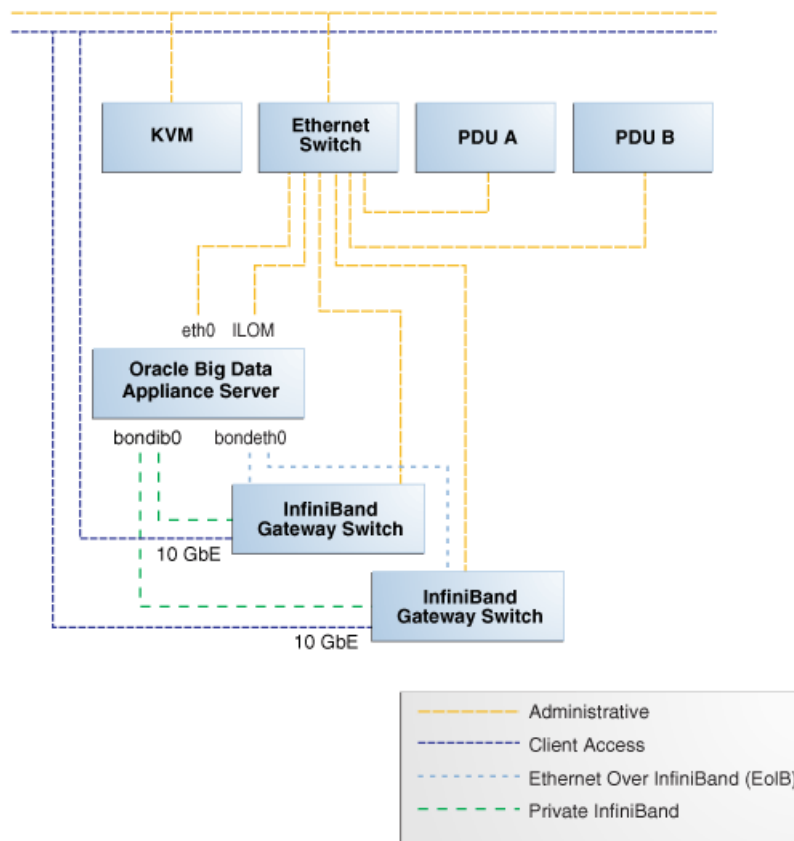 KVM
Ethernet
Switch
PDU A
PDU B
eth0
ILOM
Oracle Big Data
Appliance Server
bondib0
bondeth0
InfiniBand
Gateway Switch
10 GbE
InfiniBand
Gateway Switch
10 GbE
Administrative
Client Access
Ethernet Over InfiniBand (EoIB)
Private InfiniBand